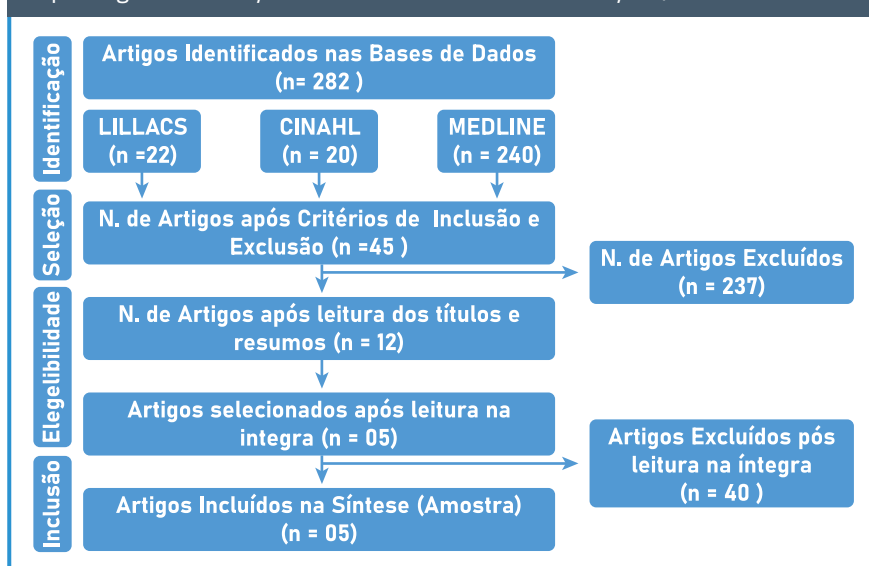 Identificação
Artigos Identificados nas Bases de Dados
(n= 282 )
LILLACS
(n =22)
CINAHL
(n = 20)
MEDLINE
(n = 240)
Seleção
N. de Artigos após Critérios de Inclusão e
Exclusão (n =45 )
N. de Artigos Excluídos
(n = 237)
Elegelibilidade
N. de Artigos após leitura dos títulos e
resumos (n = 12)
Artigos selecionados após leitura na
integra (n = 05)
Artigos Excluídos pós
leitura na íntegra
(n = 40 )
Inclusão
Artigos Incluídos na Síntese (Amostra)
(n = 05)